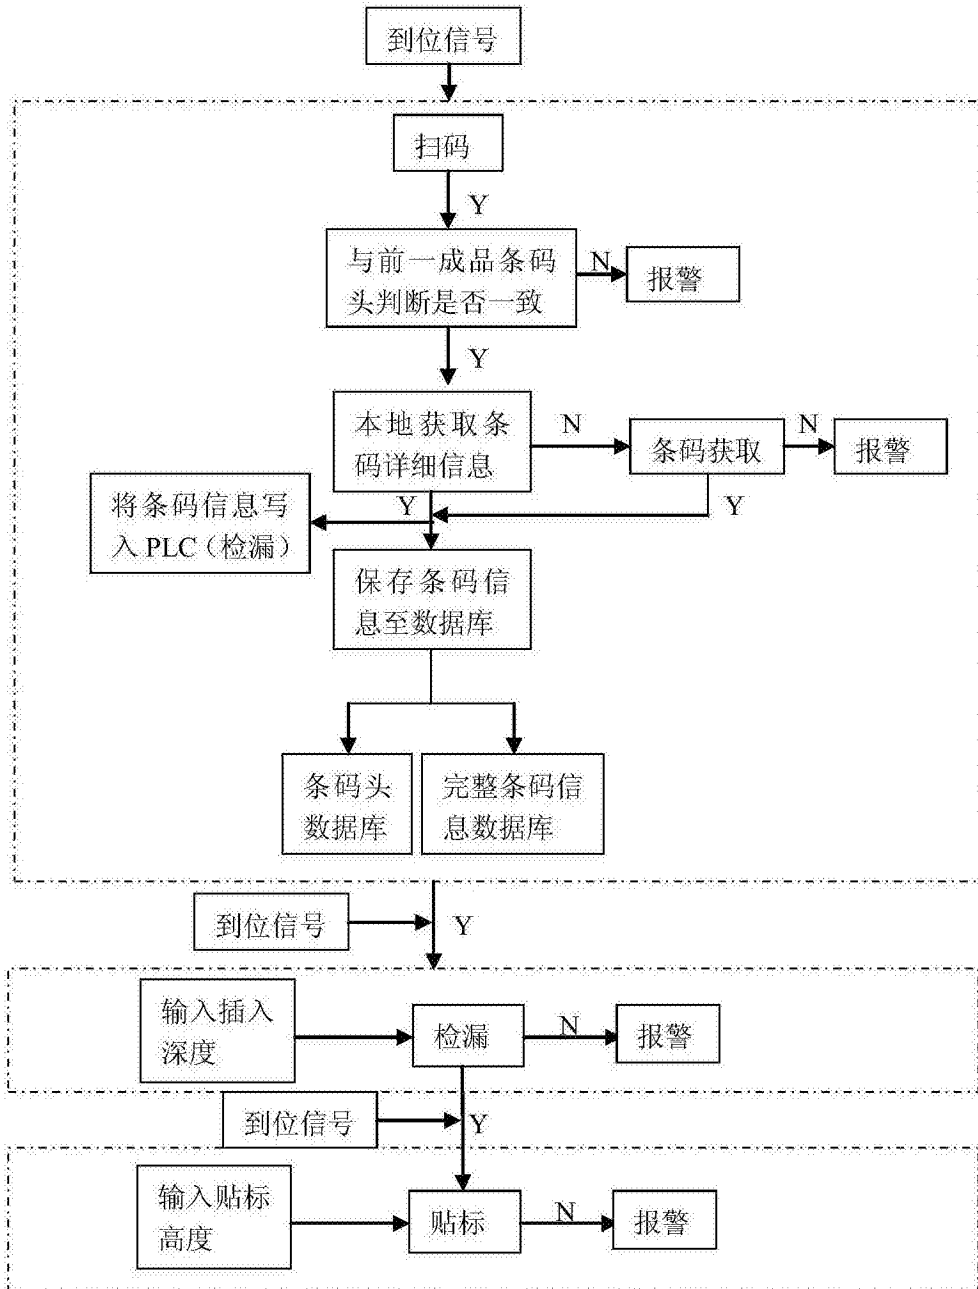 到位信号
扫码
Y
与前一成品条码
头判断是否一致
N
报警
Y
本地获取条
码详细信息
N
条码获取
N
报警
将条码信息写
入 PLC（检漏）
Y
Y
保存条码信
息至数据库
条码头
数据库
完整条码信
息数据库
到位信号
Y
输入插入
深度
检漏
N
报警
到位信号
Y
输入贴标
高度
贴标
N
报警